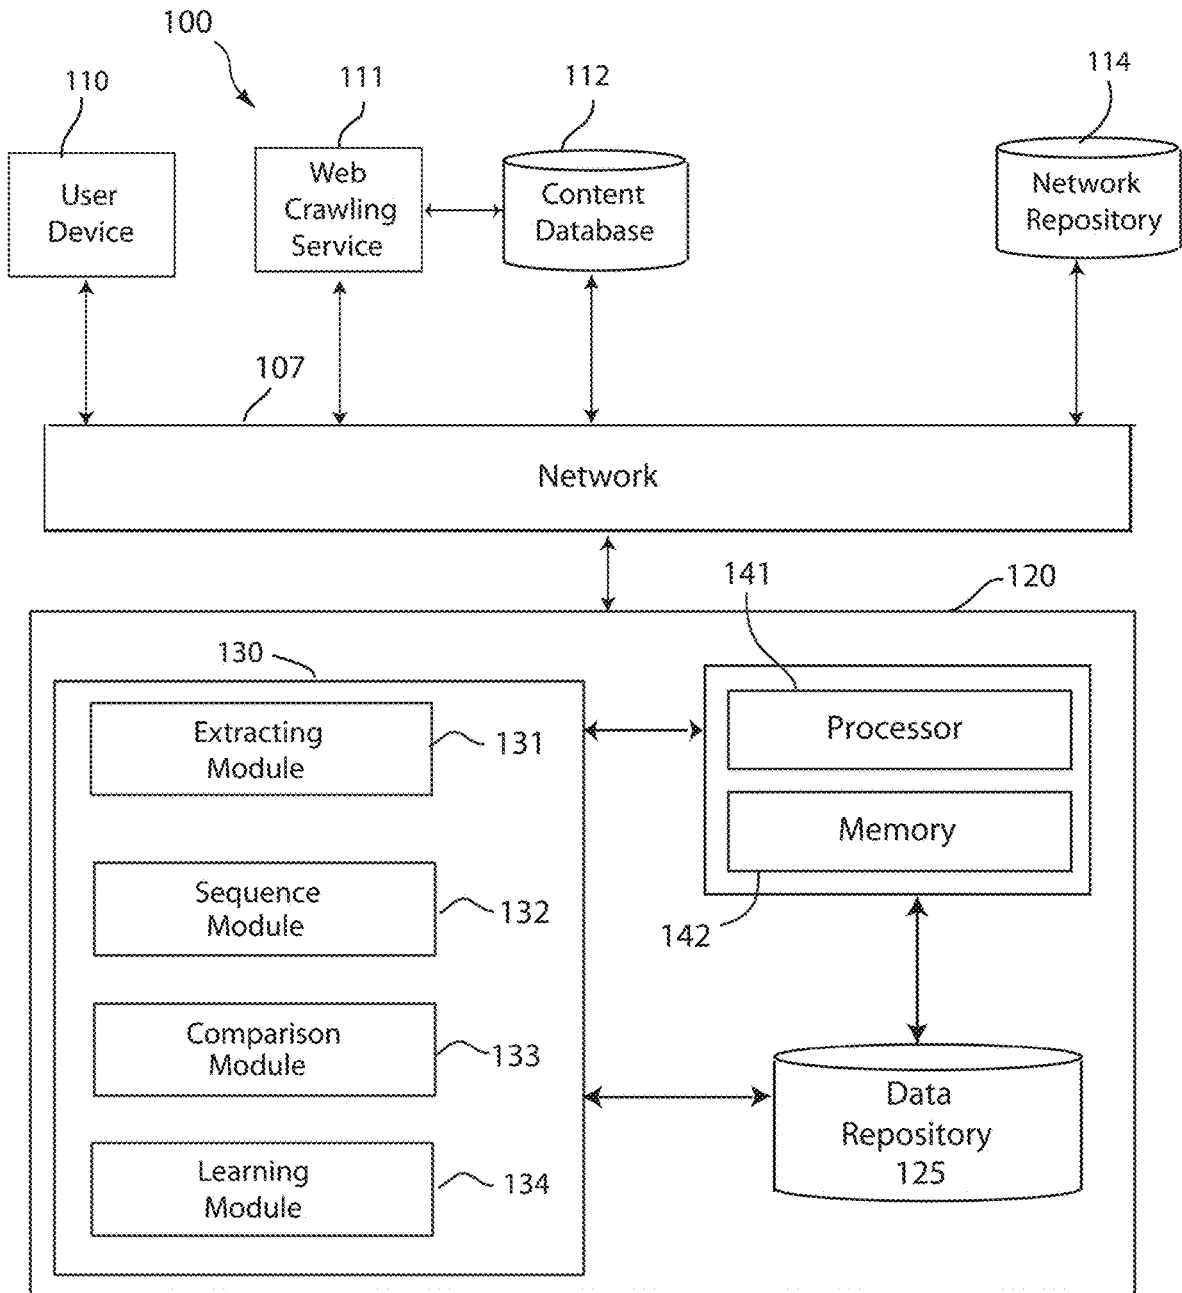 100
110
111
112
114
User
Device
Web
Crawling
Service
Content
Database
Network
Repository
107
Network
120
141
130
Extracting
Module
131
Processor
Memory
142
Sequence
Module
132
Comparison
Module
133
Data
Repository
125
Learning
Module
134